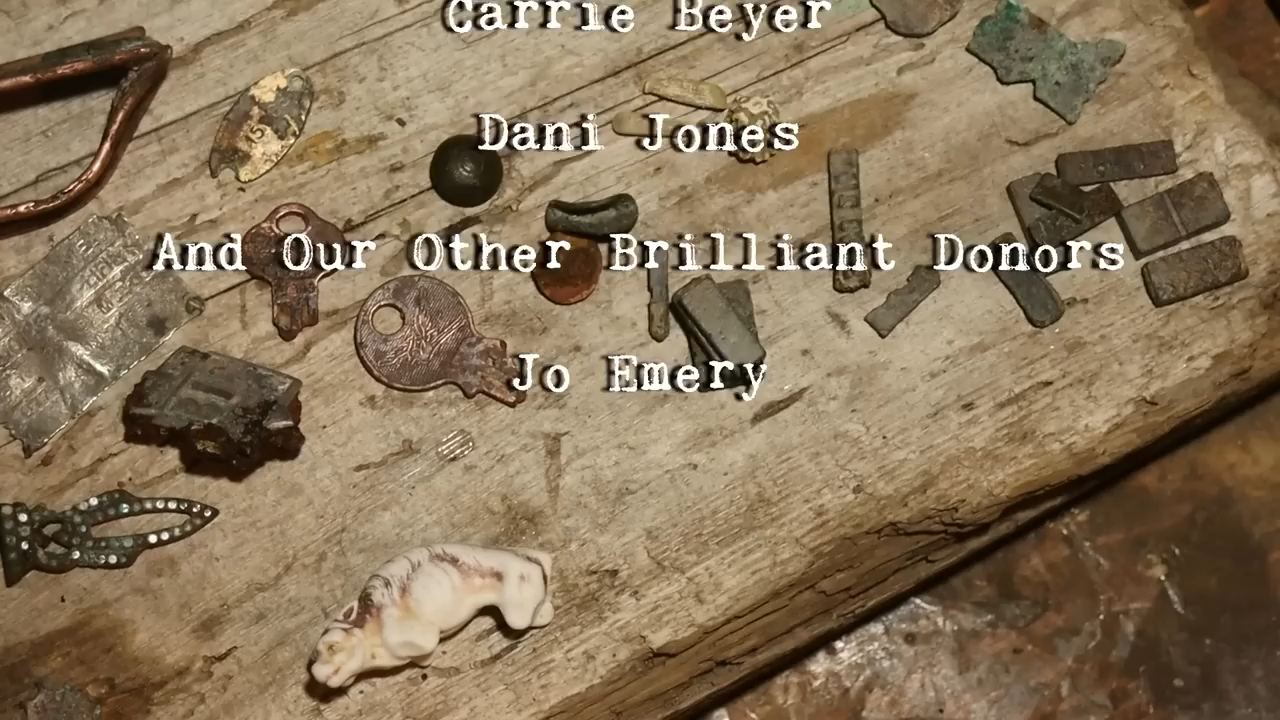 Carrie Beyer
Dani Jones
And Our Other Brilliant Donors
Jo Emery